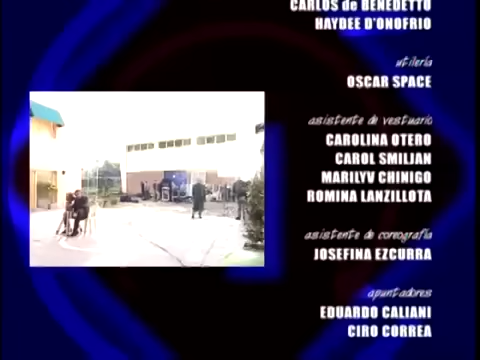 CARLOS de BENEDETTO
HAYDEE D'ONOFRIO
utilería
OSCAR SPACE
asistente de vestuario
CAROLINA OTERO
CAROL SMILJAN
MARILYV CHINIGO
ROMINA LANZILLOTA
asistente de coreografía
JOSEFINA EZCURRA
apuntadores
EDUARDO CALIANI
CIRO CORREA